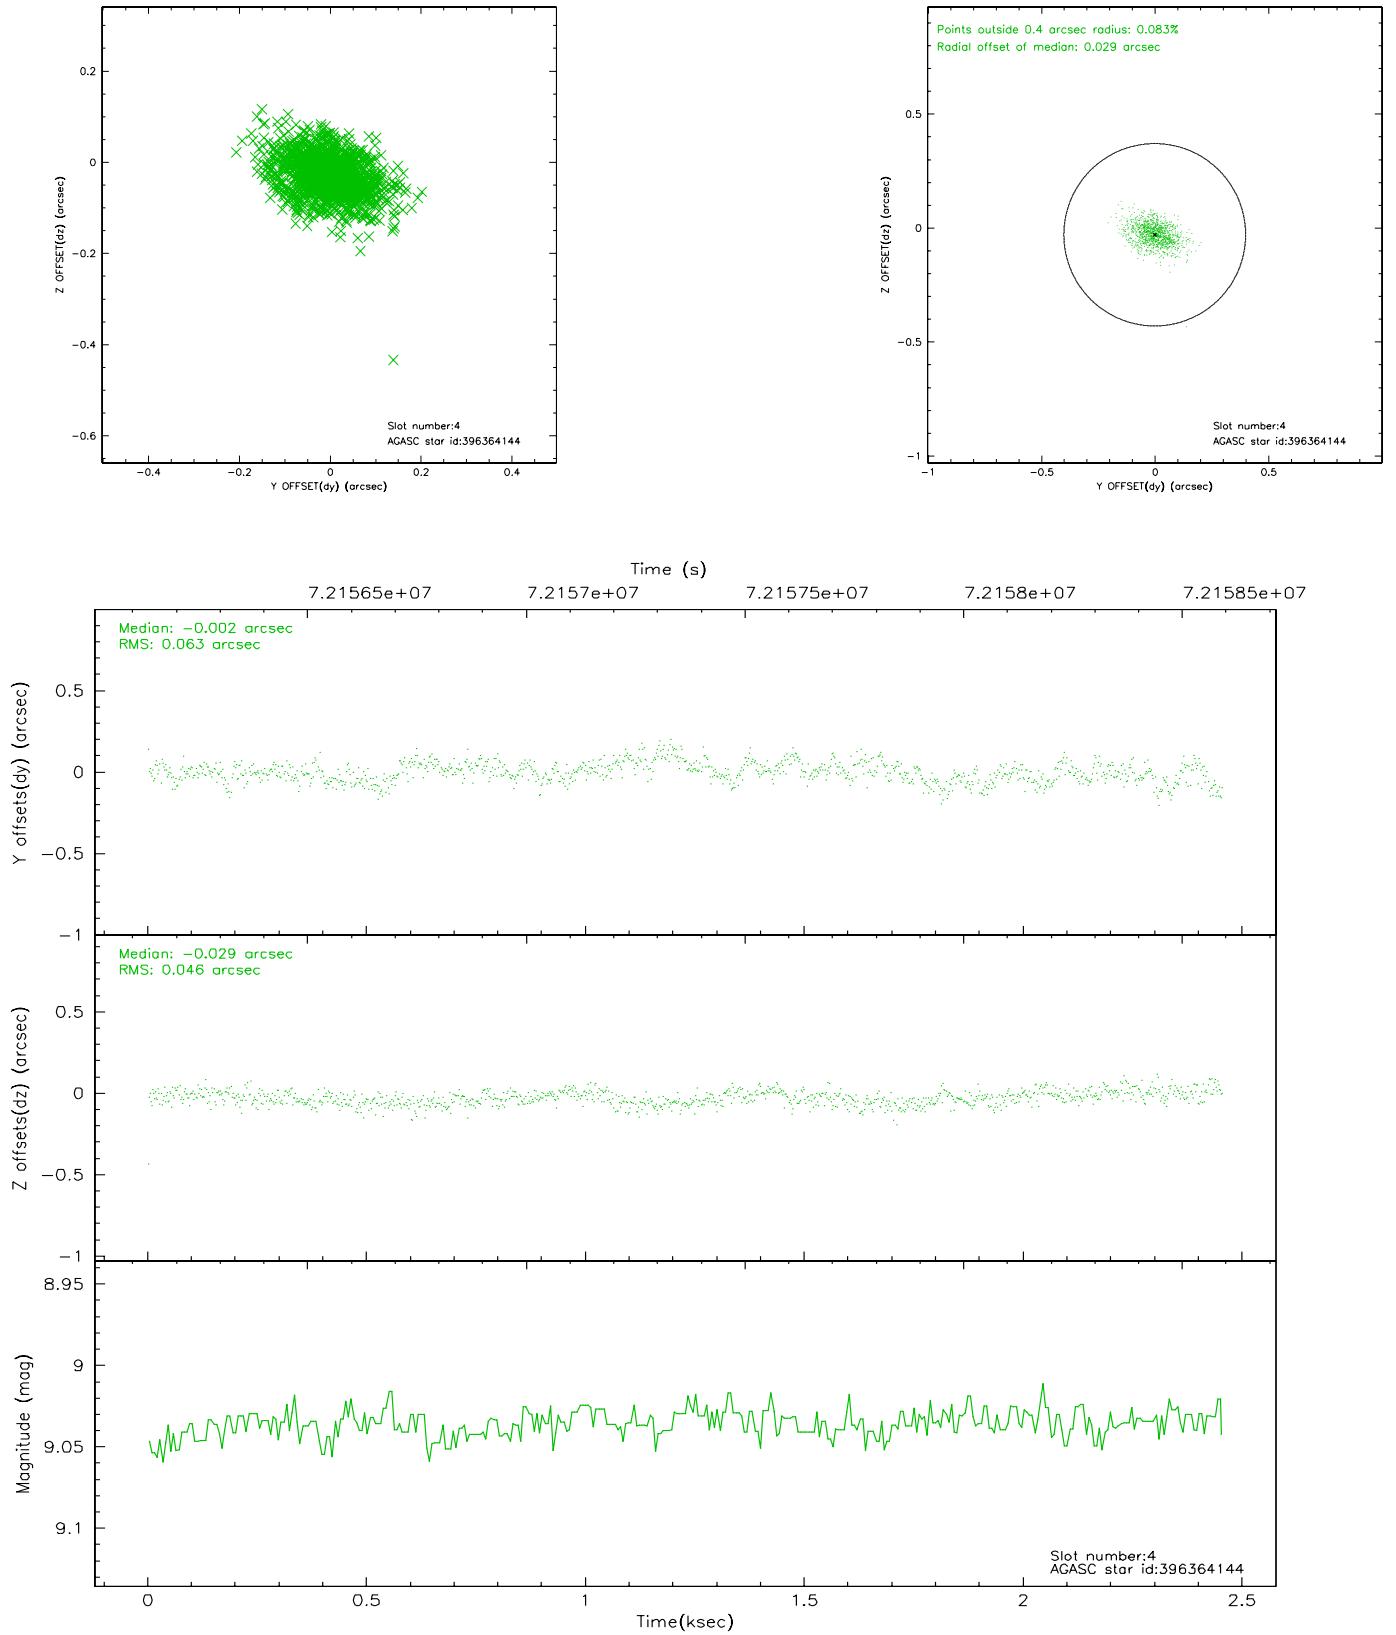 0.2
0
-0.2
-0.4
-0.6
Z OFFSET(dz) (arcsec)
Slot number:4
AGASC star id:396364144
-0.4 -0.2 0 0.2 0.4
Y OFFSET(dy) (arcsec)
Points outside 0.4 arcsec radius: 0.083%
Radial offset of median: 0.029 arcsec
0.5
0
-0.5
-1
Z OFFSET(dz) (arcsec)
Slot number:4
AGASC star id:396364144
-1 -0.5 0 0.5
Y OFFSET(dy) (arcsec)
Time (s)
7.21565e+07 7.2157e+07 7.21575e+07 7.2158e+07 7.21585e+07
Median: -0.002 arcsec
RMS: 0.063 arcsec
0.5
0
-0.5
-1
Y offsets(dy) (arcsec)
Median: -0.029 arcsec
RMS: 0.046 arcsec
0.5
0
-0.5
-1
Z offsets(dz) (arcsec)
8.95
9
9.05
9.1
Magnitude (mag)
Slot number:4
AGASC star id:396364144
0 0.5 1 1.5 2 2.5
Time(ksec)